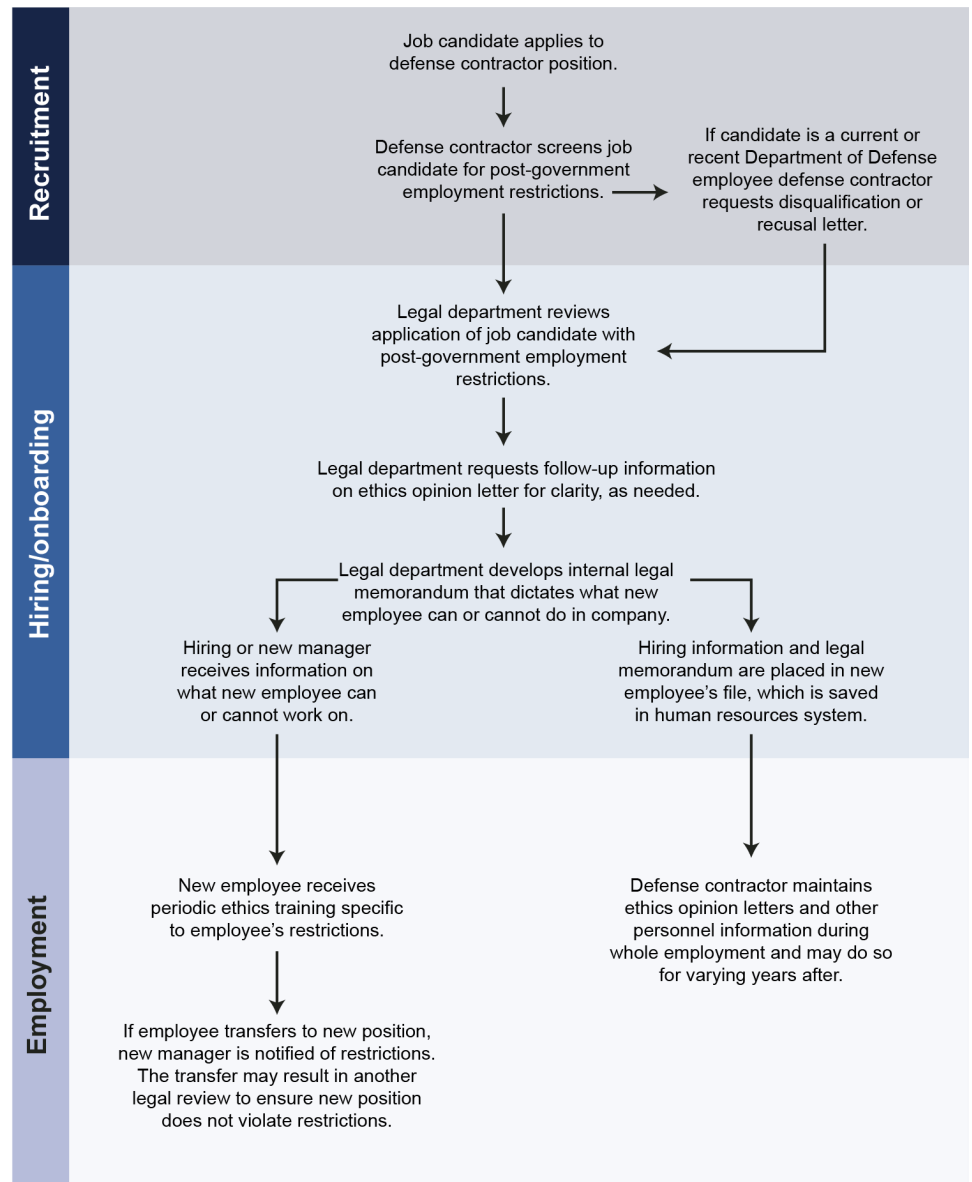 Recruitment
Job candidate applies to
defense contractor position.
Defense contractor screens job
candidate for post-government
employment restrictions.
If candidate is a current or
recent Department of Defense
employee defense contractor
requests disqualification or
recusal letter.
Hiring/onboarding
Legal department reviews
application of job candidate with
post-government employment
restrictions.
Legal department requests follow-up information
on ethics opinion letter for clarity, as needed.
Legal department develops internal legal
memorandum that dictates what new
employee can or cannot do in company.
Hiring or new manager
receives information on
what new employee can
or cannot work on.
Hiring information and legal
memorandum are placed in new
employee’s file, which is saved
in human resources system.
Employment
New employee receives
periodic ethics training specific
to employee’s restrictions.
Defense contractor maintains
ethics opinion letters and other
personnel information during
whole employment and may do so
for varying years after.
If employee transfers to new position,
new manager is notified of restrictions.
The transfer may result in another
legal review to ensure new position
does not violate restrictions.